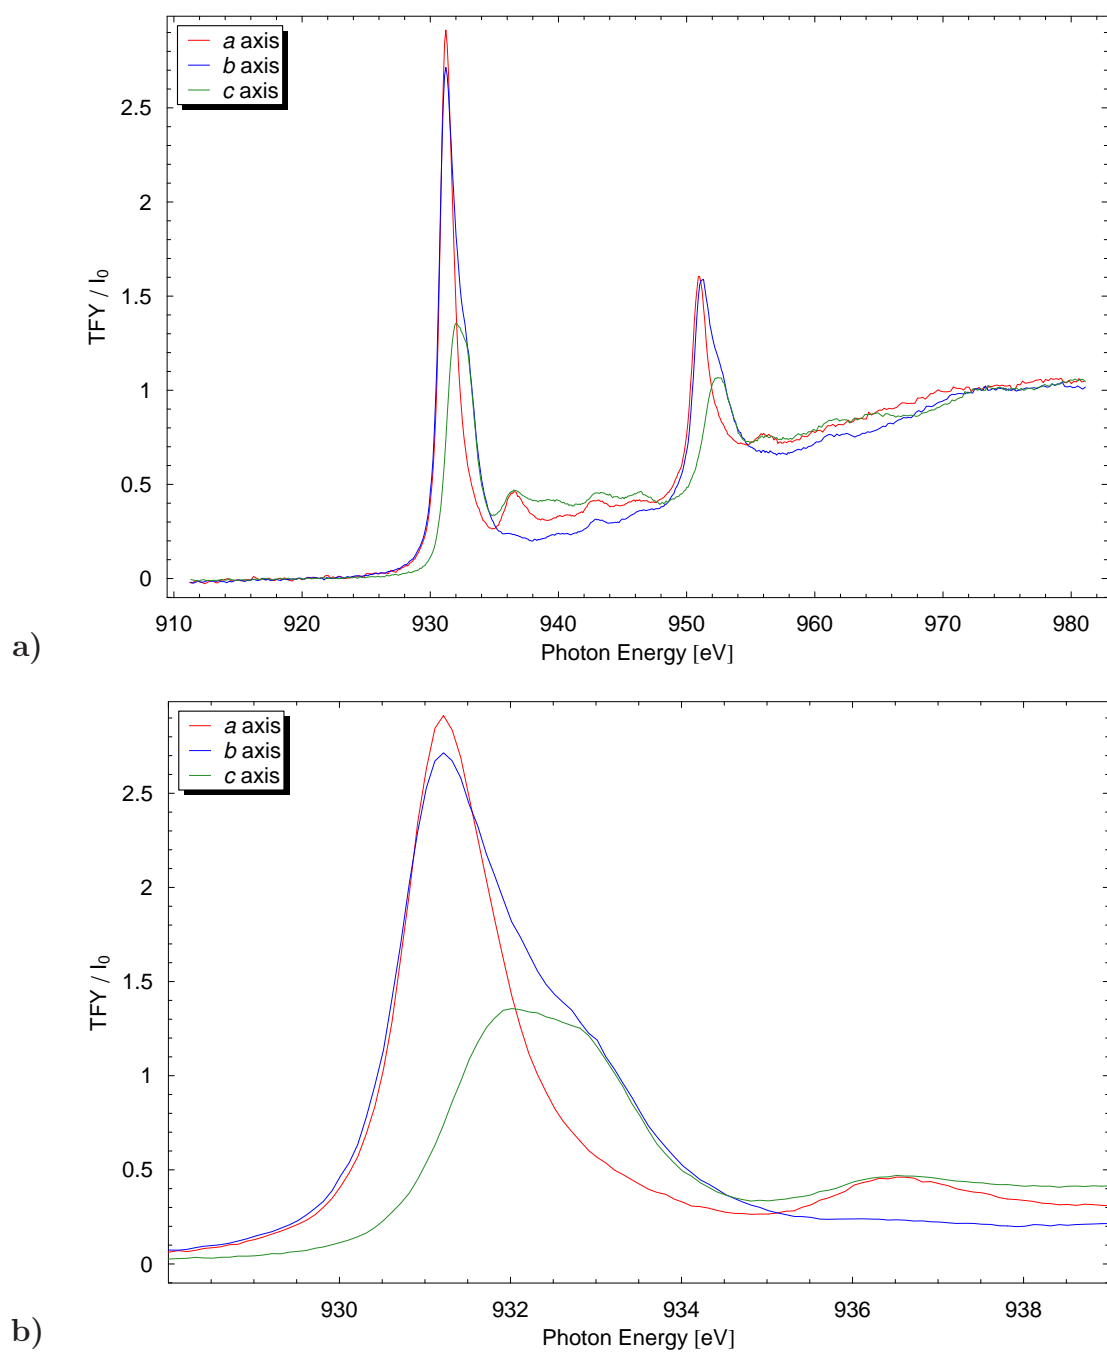 a axis
b axis
c axis
2.5
2
1.5
1
0.5
0
TFY / I0
910 920 930 940 950 960 970 980
Photon Energy [eV]
a)
a axis
b axis
c axis
2.5
2
1.5
1
0.5
0
TFY / I0
930 932 934 936 938
Photon Energy [eV]
b)